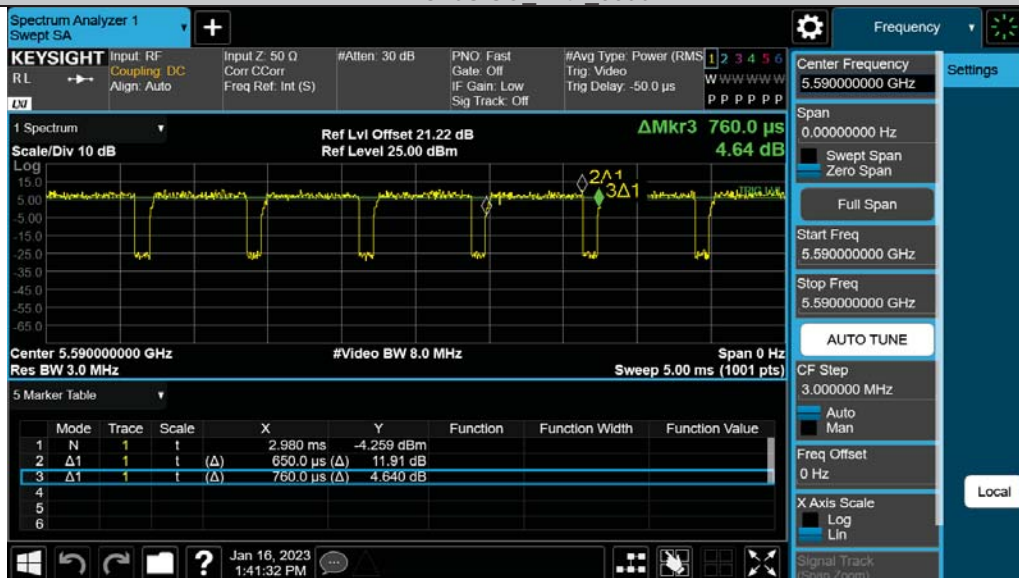 Spectrum Analyzer 1
Swept SA
Frequency
KEYSIGHT
RL
LXI
Input: RF
Coupling: DC
Align: Auto
Input Z: 50 Ω
Corr CCorr
Freq Ref: Int (S)
#Atten: 30 dB
PNO: Fast
Gate: Off
IF Gain: Low
Sig Track: Off
#Avg Type: Power (RMS
Trig: Video
Trig Delay: -50.0 µs
1 2 3 4 5 6
W W W W W W
P P P P P P
1 Spectrum
Scale/Div 10 dB
Ref Lvl Offset 21.22 dB
Ref Level 25.00 dBm
ΔMkr3 760.0 µs
4.64 dB
Log
15.0
5.00
-5.00
-15.0
-25.0
-35.0
-45.0
-55.0
-65.0
2Δ1
3Δ1
1
Center 5.590000000 GHz
#Video BW 8.0 MHz
Span 0 Hz
Res BW 3.0 MHz
Sweep 5.00 ms (1001 pts)
5 Marker Table
Mode Trace Scale X Y Function Function Width Function Value
1 N 1 t 2.980 ms -4.259 dBm
2 Δ1 1 t (Δ) 650.0 µs (Δ) 11.91 dB
3 Δ1 1 t (Δ) 760.0 µs (Δ) 4.640 dB
4
5
6
Jan 16, 2023
1:41:32 PM
Center Frequency
5.590000000 GHz
Span
0.00000000 Hz
Swept Span
Zero Span
Full Span
Start Freq
5.590000000 GHz
Stop Freq
5.590000000 GHz
AUTO TUNE
CF Step
3.000000 MHz
Auto
Man
Freq Offset
0 Hz
X Axis Scale
Log
Lin
Signal Track
(Span Zoom)
Settings
Local